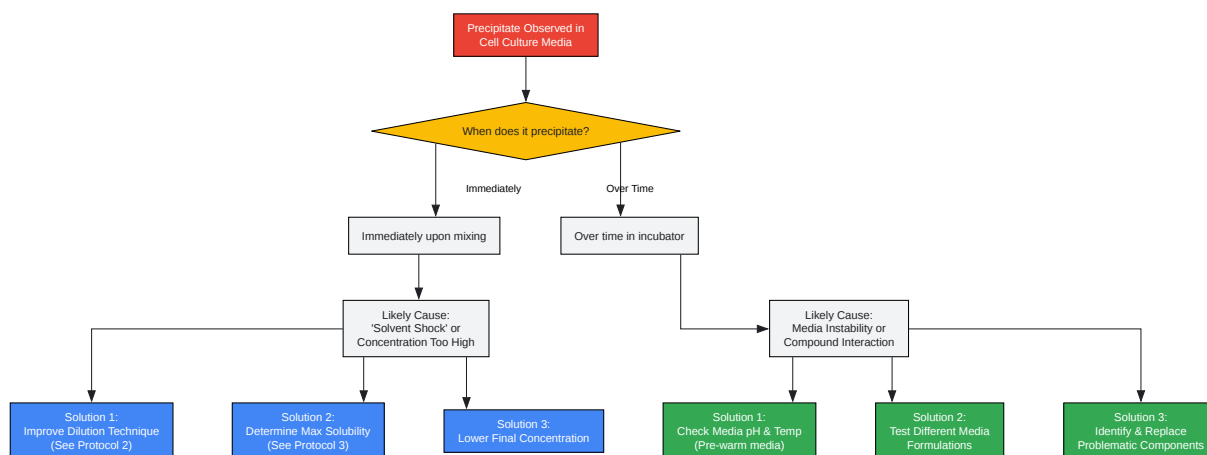 Precipitate Observed in
Cell Culture Media
When does it precipitate?
Immediately
Over Time
Immediately upon mixing
Over time in incubator
Likely Cause:
'Solvent Shock' or
Concentration Too High
Likely Cause:
Media Instability or
Compound Interaction
Solution 1:
Improve Dilution Technique
(See Protocol 2)
Solution 2:
Determine Max Solubility
(See Protocol 3)
Solution 3:
Lower Final Concentration
Solution 1:
Check Media pH & Temp
(Pre-warm media)
Solution 2:
Test Different Media
Formulations
Solution 3:
Identify & Replace
Problematic Components